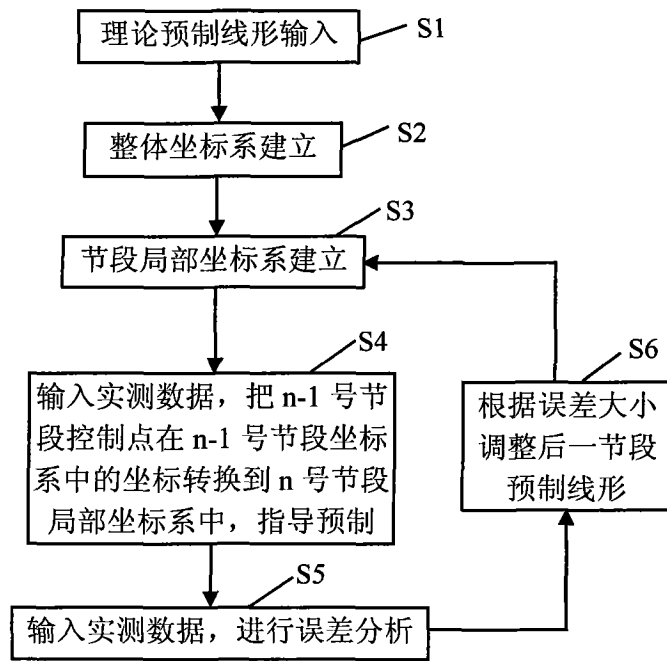 理论预制线形输入
S1
整体坐标系建立
S2
节段局部坐标系建立
S3
S4
输入实测数据，把 n-1 号节
段控制点在 n-1 号节段坐标
系中的坐标转换到 n 号节段
局部坐标系中，指导预制
S6
根据误差大小
调整后一节段
预制线形
S5
输入实测数据，进行误差分析